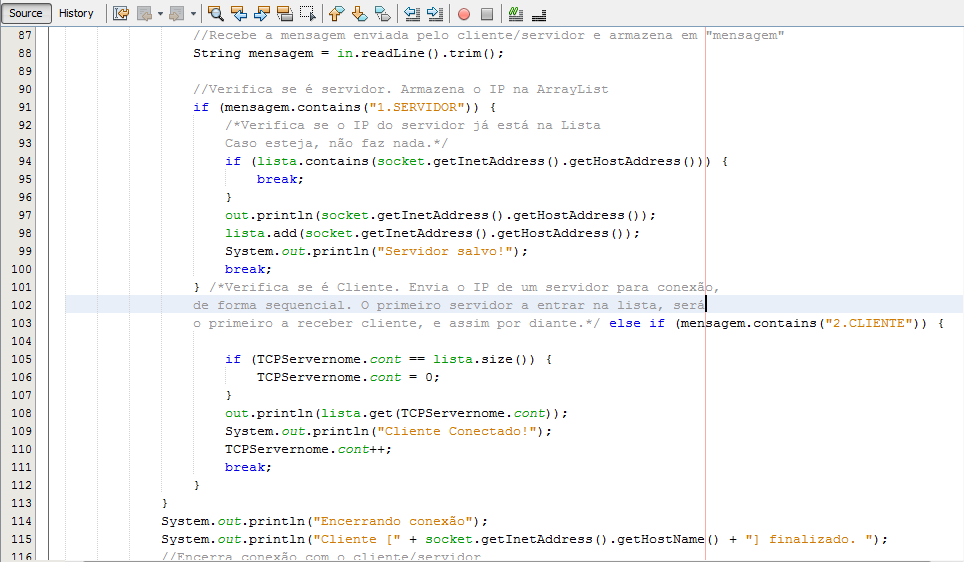 Source History
87 //Recebe a mensagem enviada pelo cliente/servidor e armazena em "mensagem"
88 String mensagem = in.readLine().trim();
89
90 //Verifica se é servidor. Armazena o IP na ArrayList
91 if (mensagem.contains("1.SERVIDOR")) {
92 /*Verifica se o IP do servidor já está na Lista
93 Caso esteja, não faz nada.*/
94 if (lista.contains(socket.getInetAddress().getHostAddress())) {
95 break;
96 }
97 out.println(socket.getInetAddress().getHostAddress());
98 lista.add(socket.getInetAddress().getHostAddress());
99 System.out.println("Servidor salvo!");
100 break;
101 } /*Verifica se é Cliente. Envia o IP de um servidor para conexão,
102 de forma sequencial. O primeiro servidor a entrar na lista, será
103 o primeiro a receber cliente, e assim por diante.*/ else if (mensagem.contains("2.CLIENTE")) {
104
105 if (TCPServernome.cont == lista.size()) {
106 TCPServernome.cont = 0;
107 }
108 out.println(lista.get(TCPServernome.cont));
109 System.out.println("Cliente Conectado!");
110 TCPServernome.cont++;
111 break;
112 }
113 }
114 System.out.println("Encerrando conexão");
115 System.out.println("Cliente [" + socket.getInetAddress().getHostName() + "] finalizado. ");
116 //Encerra conexão com o cliente/servidor